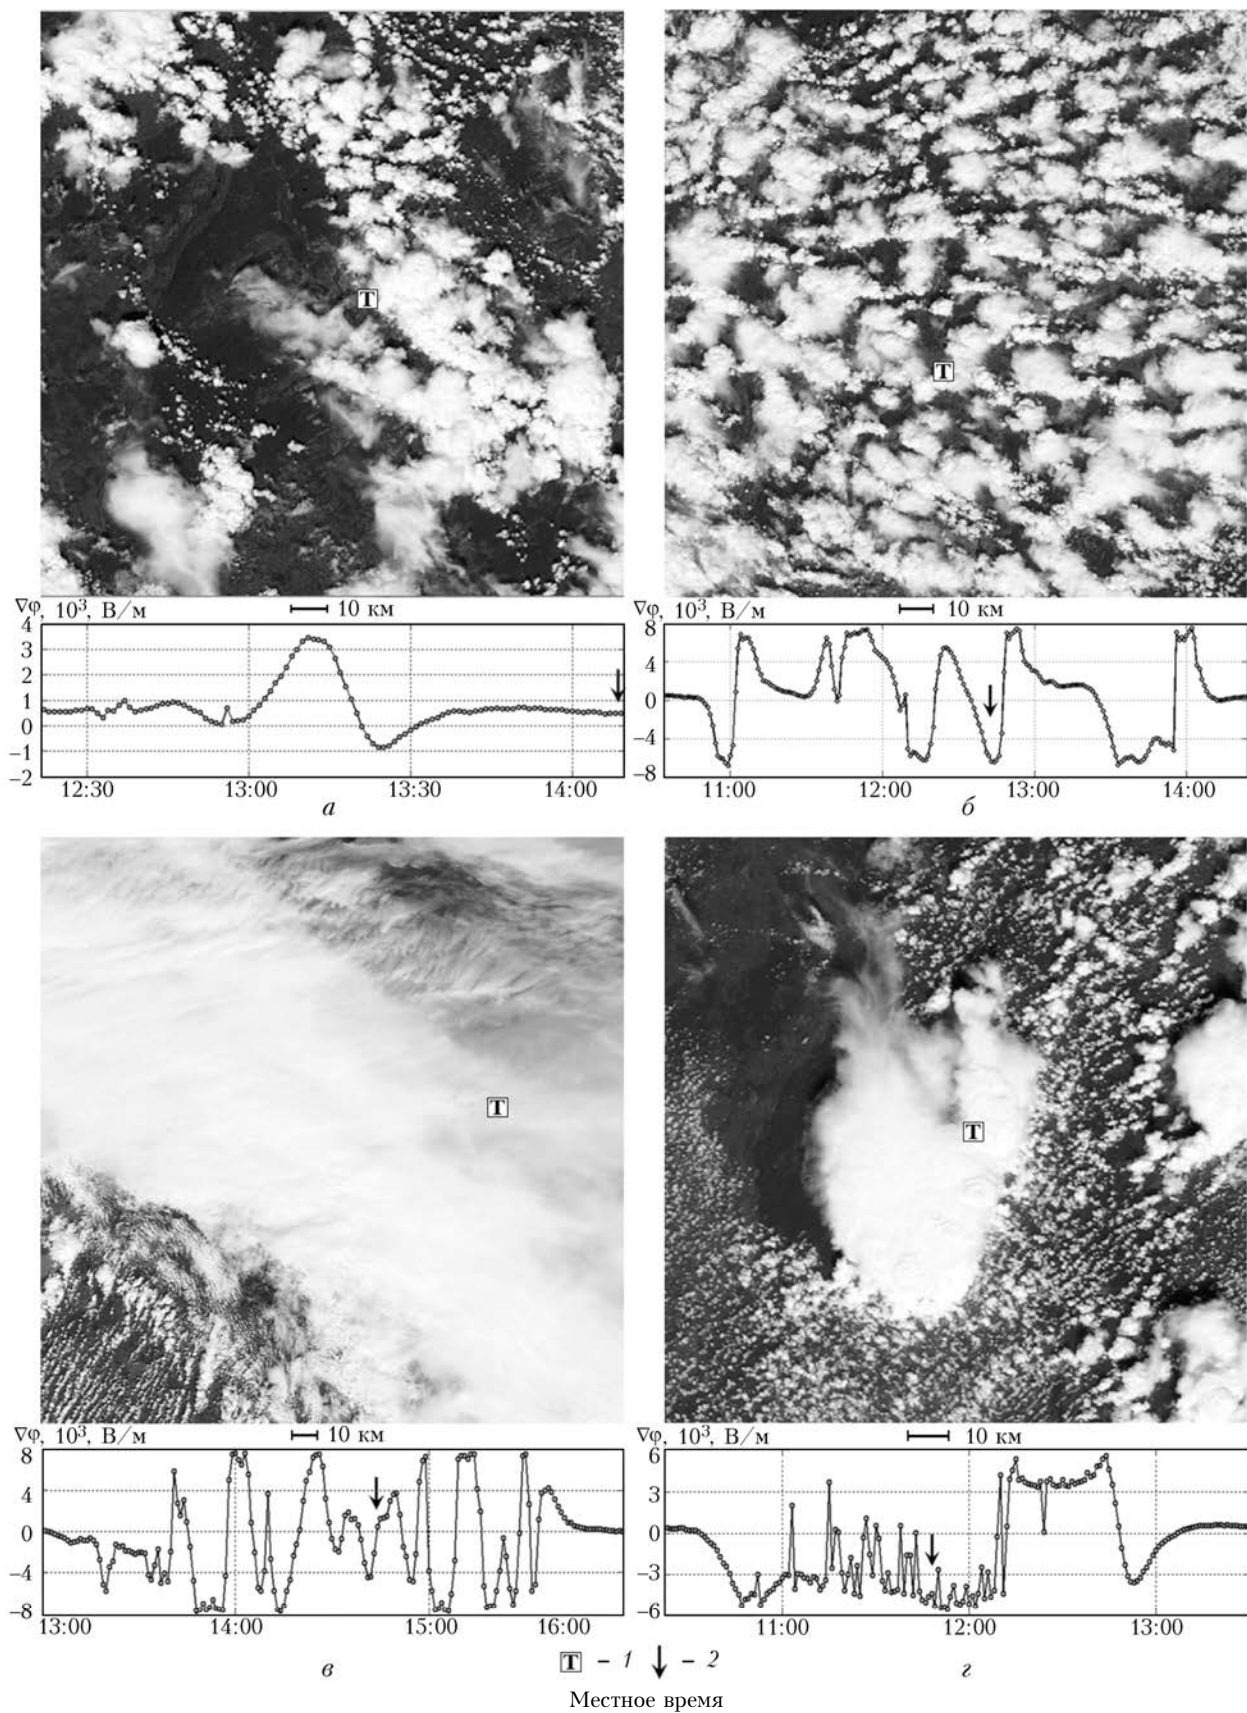 T
T
∇φ, 10³, В/м 10 км
4
3
2
1
0
−1
−2
12:30 13:00 13:30 14:00
а
∇φ, 10³, В/м 10 км
8
4
0
−4
−8
11:00 12:00 13:00 14:00
б
T
T
∇φ, 10³, В/м 10 км
8
4
0
−4
−8
13:00 14:00 15:00 16:00
в
∇φ, 10³, В/м 10 км
6
3
0
−3
−6
11:00 12:00 13:00
г
T – 1 ↓ – 2
Местное время